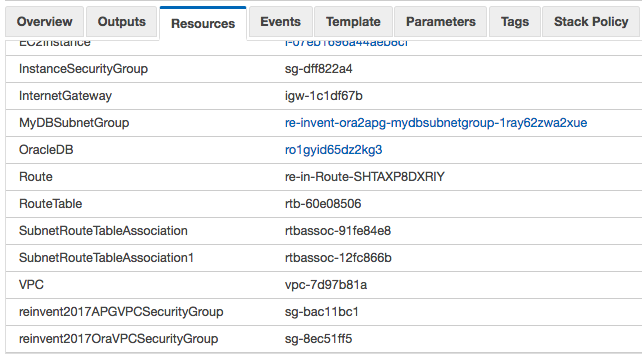 Overview Outputs Resources Events Template Parameters Tags Stack Policy
EC2Instance i-07eb1696a44aeb8cf
InstanceSecurityGroup sg-dff822a4
InternetGateway igw-1c1df67b
MyDBSubnetGroup re-invent-ora2apg-mydbsubnetgroup-1ray62zwa2xue
OracleDB ro1gyid65dz2kg3
Route re-in-Route-SHTAXP8DXRIY
RouteTable rtb-60e08506
SubnetRouteTableAssociation rtbassoc-91fe84e8
SubnetRouteTableAssociation1 rtbassoc-12fc866b
VPC vpc-7d97b81a
reinvent2017APGVPCSecurityGroup sg-bac11bc1
reinvent2017OraVPCSecurityGroup sg-8ec51ff5